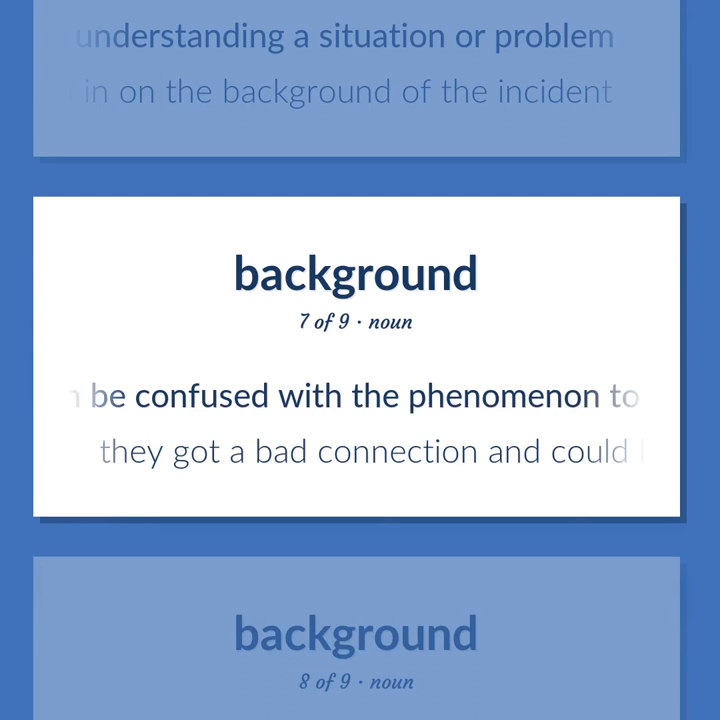 understanding a situation or problem
in on the background of the incident
background
7 of 9 · noun
be confused with the phenomenon to
they got a bad connection and could
background
8 of 9 · noun